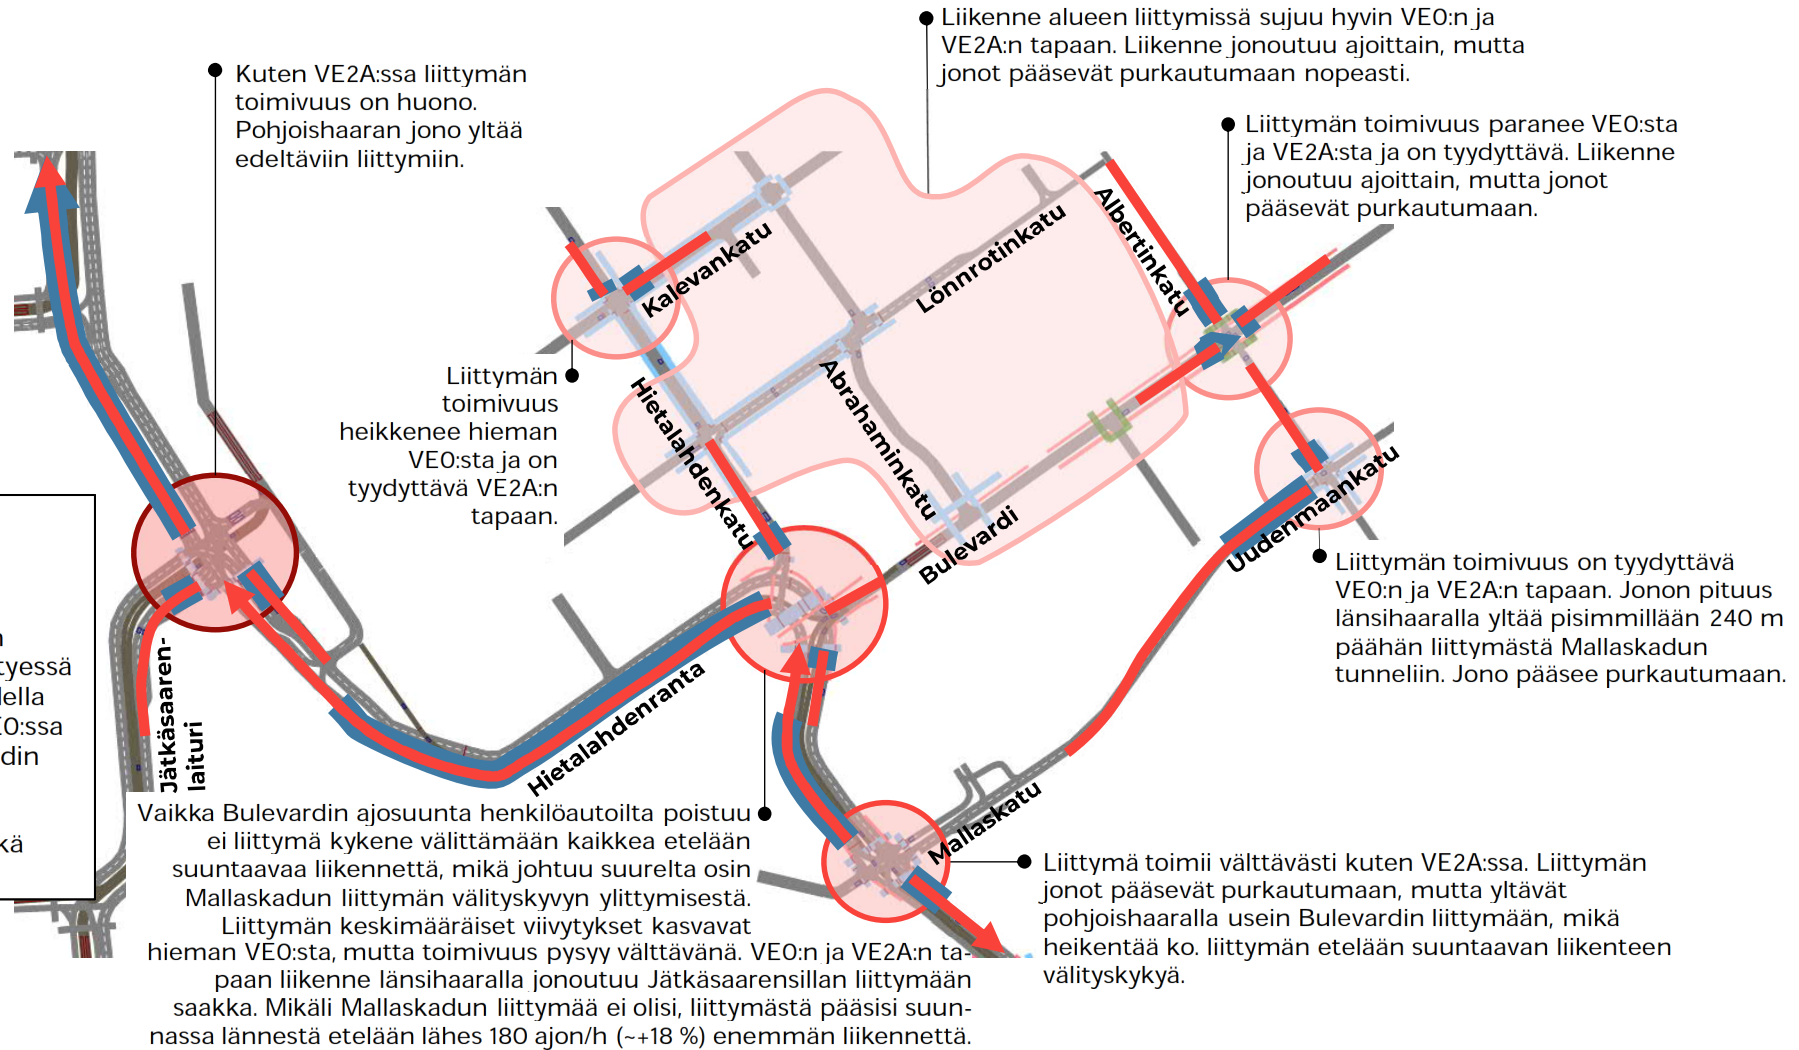 Liikenne alueen liittymissä sujuu hyvin VE0:n ja
VE2A:n tapaan. Liikenne jonoutuu ajoittain, mutta
jonot pääsevät purkautumaan nopeasti.
Kuten VE2A:ssa liittymän
toimivuus on huono.
Pohjoishaaran jono yltää
edeltäviin liittymiin.
Liittymän toimivuus paranee VE0:sta
ja VE2A:sta ja on tyydyttävä. Liikenne
jonoutuu ajoittain, mutta jonot
pääsevät purkautumaan.
Kalevankatu
Lönnrotinkatu
Albertinkatu
Liittymän
toimivuus
heikkenee hieman
VE0:sta ja on
tyydyttävä VE2A:n
tapaan.
Hietalahdenkatu
Abrahaminkatu
Bulevardi
Uudenmaankatu
Liittymän toimivuus on tyydyttävä
VE0:n ja VE2A:n tapaan. Jonon pituus
länsihaaralla yltää pisimmillään 240 m
päähän liittymästä Mallaskadun
tunneliin. Jono pääsee purkautumaan.
n
tyessä
lella
E0:ssa
din
kä
Jätkäsaaren-
laituri
Hietalahdenranta
Mallaskatu
Vaikka Bulevardin ajosuunta henkilöautoilta poistuu
ei liittymä kykene välittämään kaikkea etelään
suuntaavaa liikennettä, mikä johtuu suurelta osin
Mallaskadun liittymän välityskyvyn ylittymisestä.
Liittymän keskimääräiset viivytykset kasvavat
hieman VE0:sta, mutta toimivuus pysyy välttävänä. VE0:n ja VE2A:n ta-
paan liikenne länsihaaralla jonoutuu Jätkäsaarensillan liittymään
saakka. Mikäli Mallaskadun liittymää ei olisi, liittymästä pääsisi suun-
nassa lännestä etelään lähes 180 ajon/h (~+18 %) enemmän liikennettä.
Liittymä toimii välttävästi kuten VE2A:ssa. Liittymän
jonot pääsevät purkautumaan, mutta yltävät
pohjoishaaralla usein Bulevardin liittymään, mikä
heikentää ko. liittymän etelään suuntaavan liikenteen
välityskykyä.